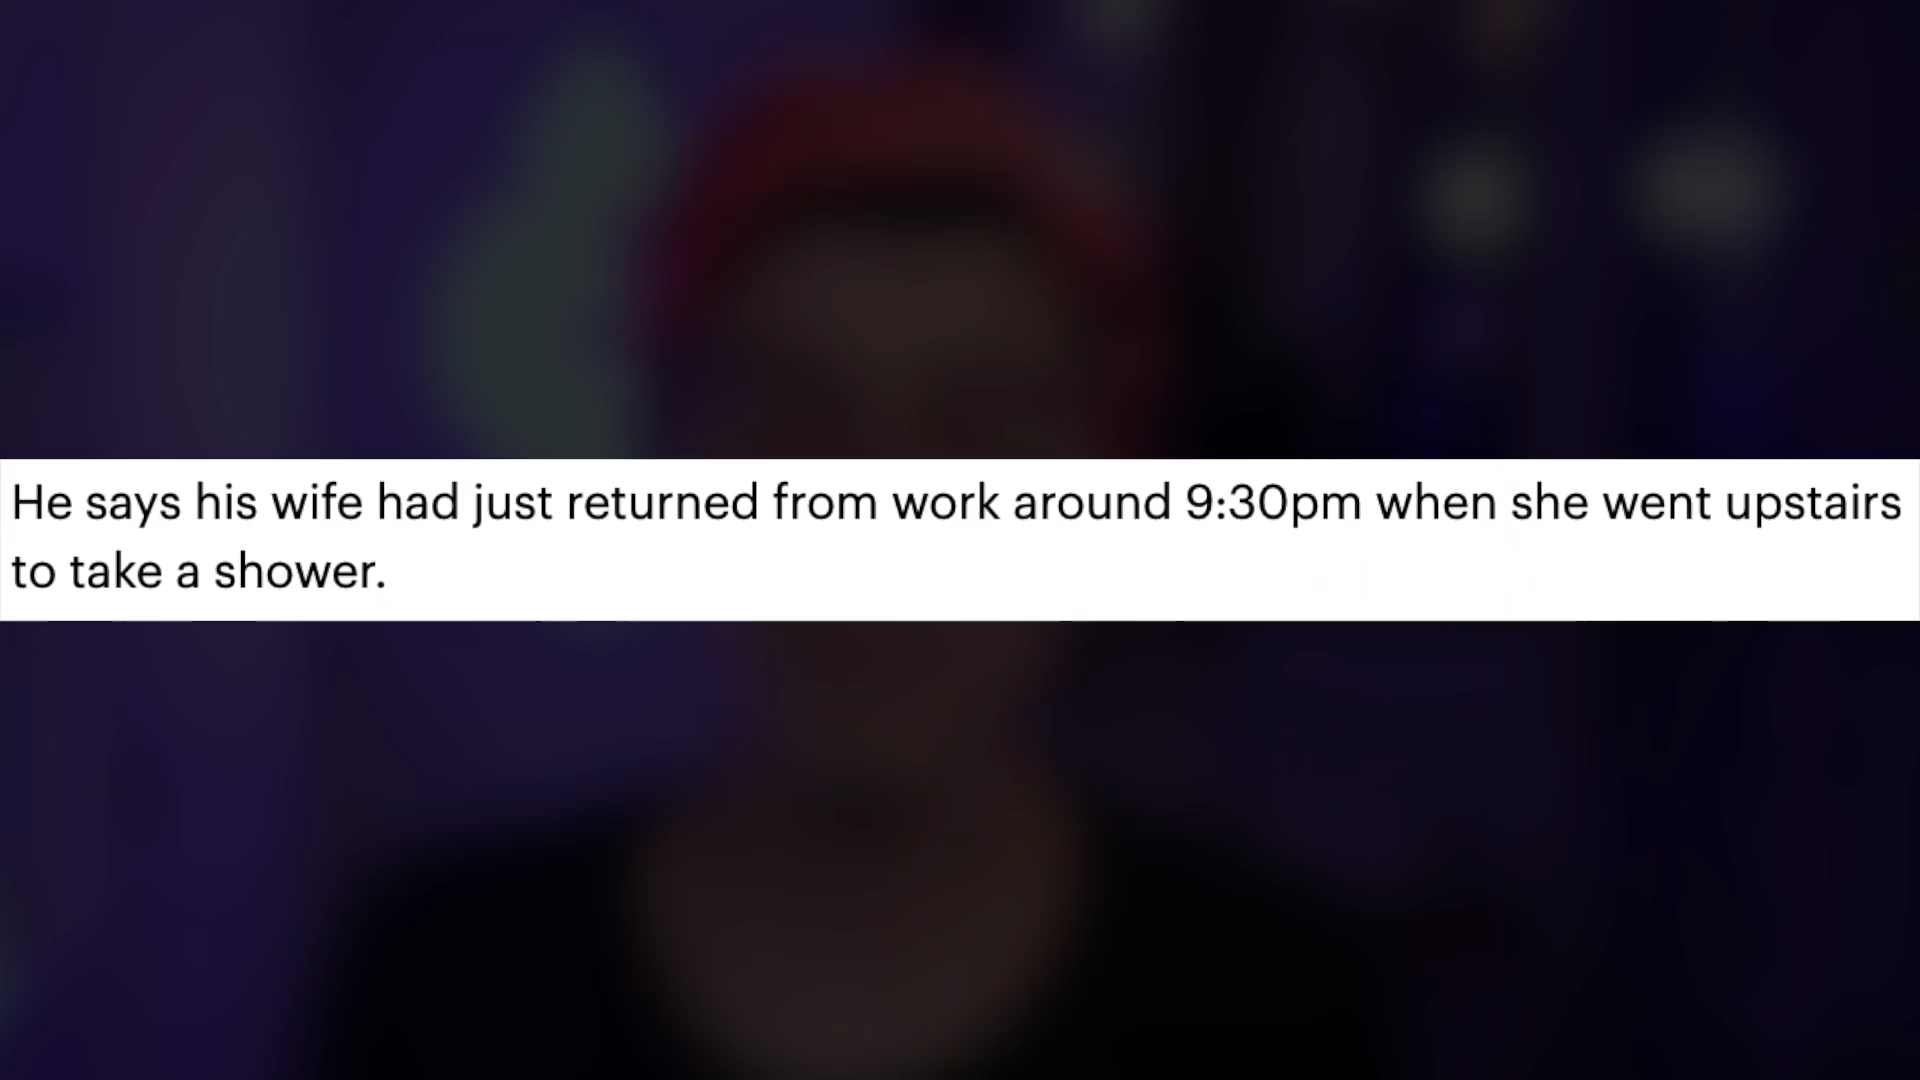 He says his wife had just returned from work around 9:30pm when she went upstairs
to take a shower.